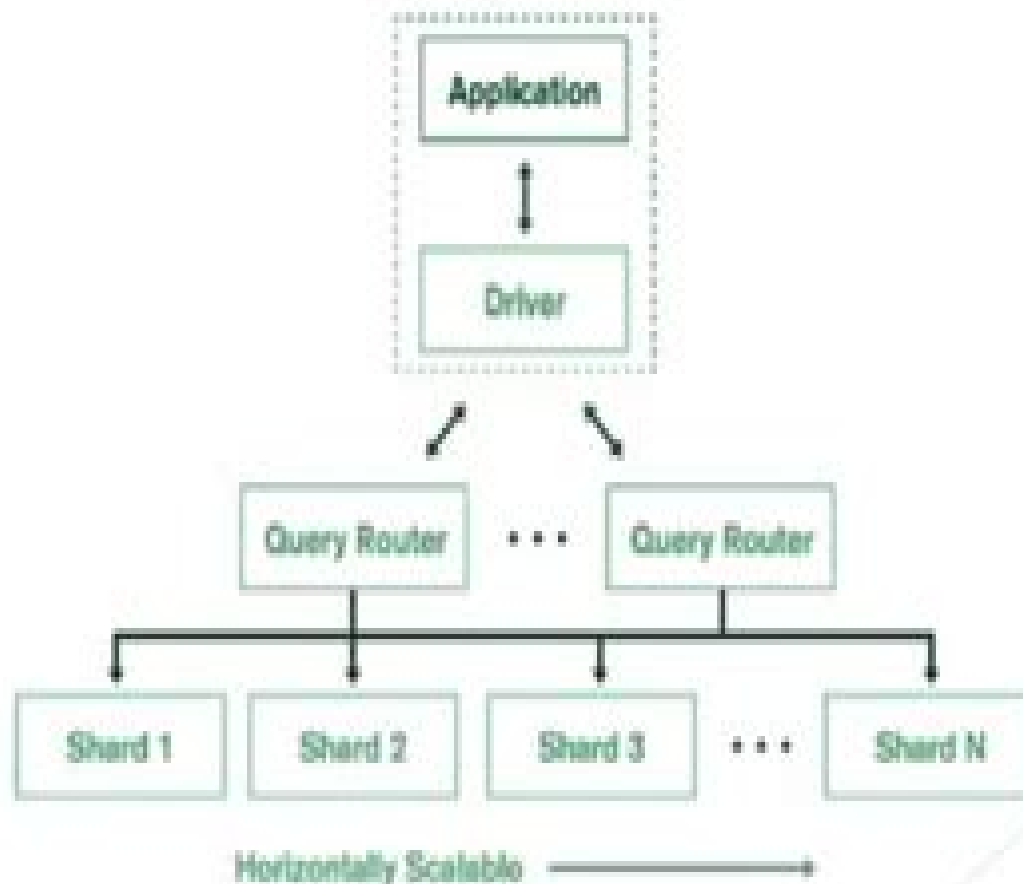 Application
Driver
Query Router ... Query Router
Shard 1 Shard 2 Shard 3 ... Shard N
Horizontally Scalable